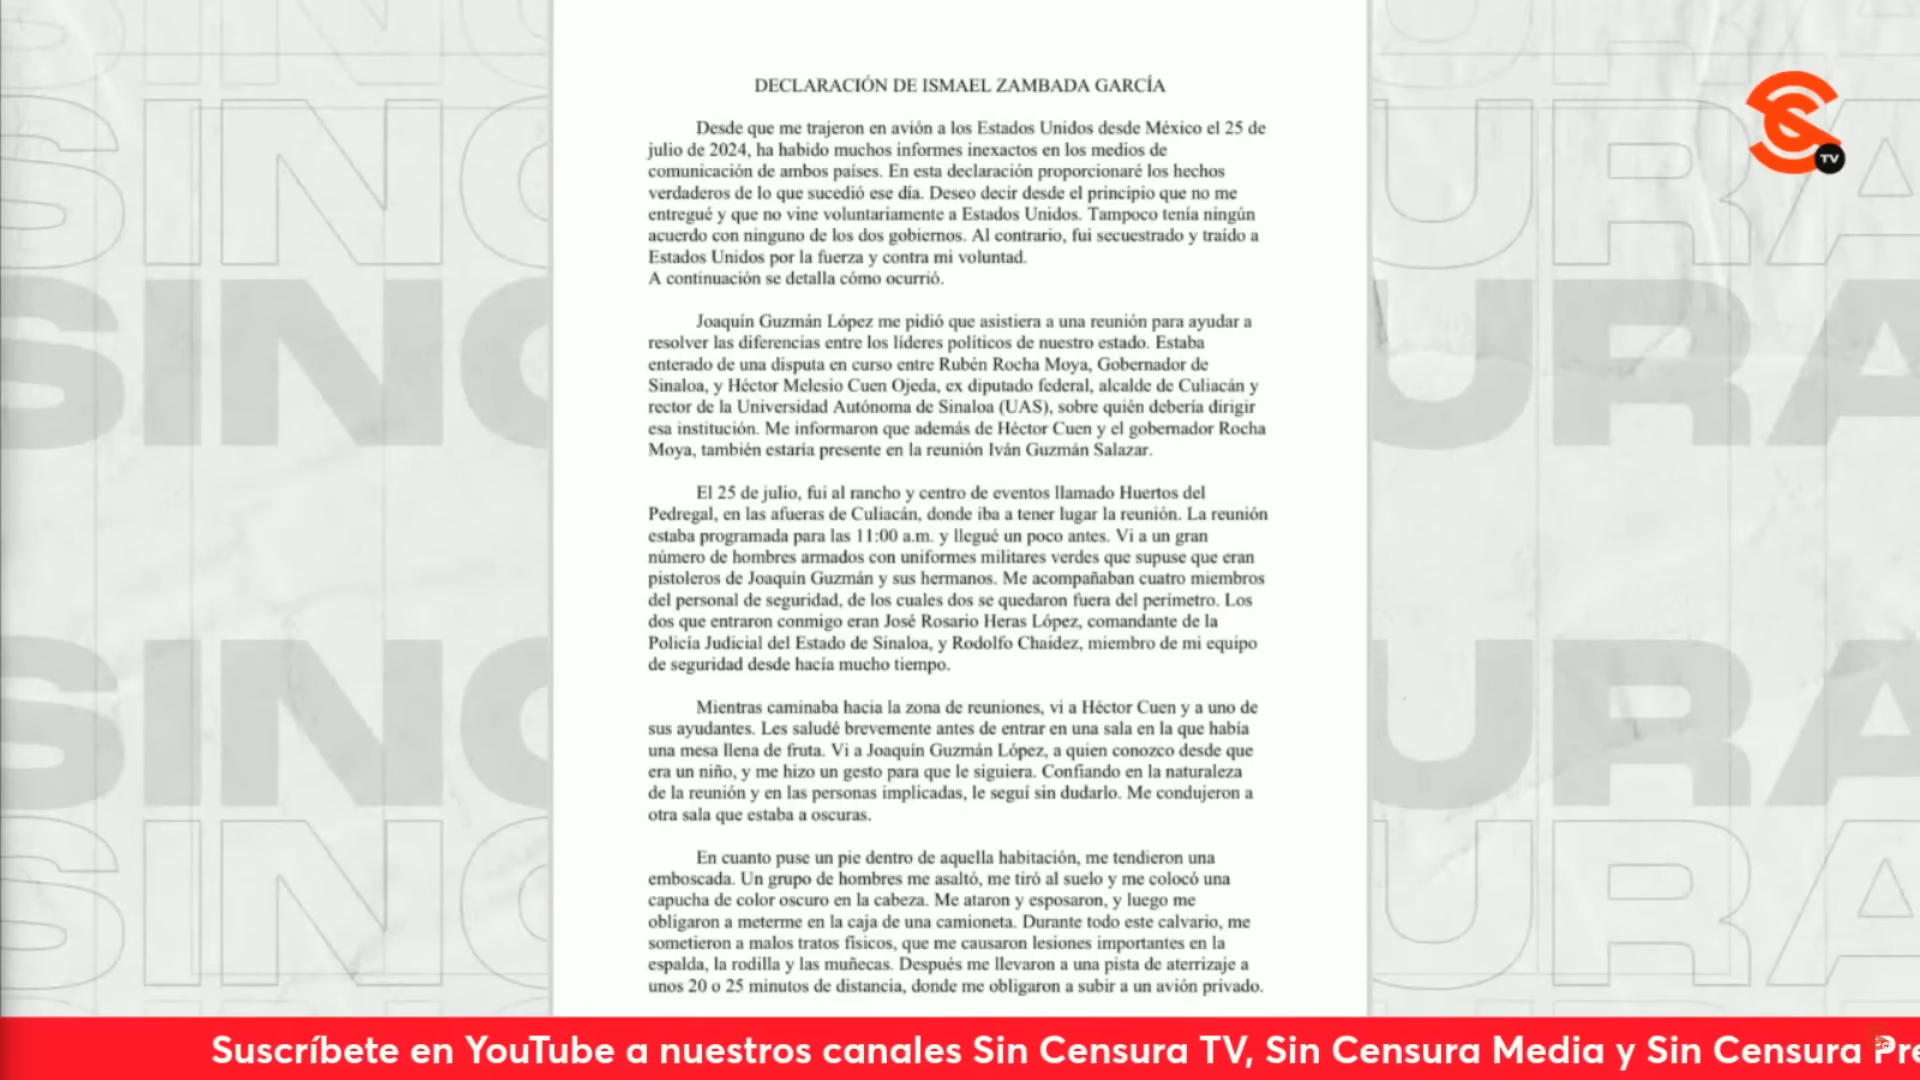 DECLARACIÓN DE ISMAEL ZAMBADA GARCÍA
Desde que me trajeron en avión a los Estados Unidos desde México el 25 de
julio de 2024, ha habido muchos informes inexactos en los medios de
comunicación de ambos países. En esta declaración proporcionaré los hechos
verdaderos de lo que sucedió ese día. Deseo decir desde el principio que no me
entregué y que no vine voluntariamente a Estados Unidos. Tampoco tenía ningún
acuerdo con ninguno de los dos gobiernos. Al contrario, fui secuestrado y traído a
Estados Unidos por la fuerza y contra mi voluntad.
A continuación se detalla cómo ocurrió.
Joaquín Guzmán López me pidió que asistiera a una reunión para ayudar a
resolver las diferencias entre los líderes políticos de nuestro estado. Estaba
enterado de una disputa en curso entre Rubén Rocha Moya, Gobernador de
Sinaloa, y Héctor Melesio Cuen Ojeda, ex diputado federal, alcalde de Culiacán y
rector de la Universidad Autónoma de Sinaloa (UAS), sobre quién debería dirigir
esa institución. Me informaron que además de Héctor Cuen y el gobernador Rocha
Moya, también estaría presente en la reunión Iván Guzmán Salazar.
El 25 de julio, fui al rancho y centro de eventos llamado Huertos del
Pedregal, en las afueras de Culiacán, donde iba a tener lugar la reunión. La reunión
estaba programada para las 11:00 a.m. y llegué un poco antes. Vi a un gran
número de hombres armados con uniformes militares verdes que supuse que eran
pistoleros de Joaquín Guzmán y sus hermanos. Me acompañaban cuatro miembros
del personal de seguridad, de los cuales dos se quedaron fuera del perímetro. Los
dos que entraron conmigo eran José Rosario Heras López, comandante de la
Policía Judicial del Estado de Sinaloa, y Rodolfo Chaidez, miembro de mi equipo
de seguridad desde hacía mucho tiempo.
Mientras caminaba hacia la zona de reuniones, vi a Héctor Cuen y a uno de
sus ayudantes. Les saludé brevemente antes de entrar en una sala en la que había
una mesa llena de fruta. Vi a Joaquín Guzmán López, a quien conozco desde que
era un niño, y me hizo un gesto para que le siguiera. Confiando en la naturaleza
de la reunión y en las personas implicadas, le seguí sin dudarlo. Me condujeron a
otra sala que estaba a oscuras.
En cuanto puse un pie dentro de aquella habitación, me tendieron una
emboscada. Un grupo de hombres me asaltó, me tiró al suelo y me colocó una
capucha de color oscuro en la cabeza. Me ataron y esposaron, y luego me
obligaron a meterme en la caja de una camioneta. Durante todo este calvario, me
sometieron a malos tratos físicos, que me causaron lesiones importantes en la
espalda, la rodilla y las muñecas. Después me llevaron a una pista de aterrizaje a
unos 20 o 25 minutos de distancia, donde me obligaron a subir a un avión privado.
TV
SIN
URA
SIN
URA
SIN
URA
SIN
URA
Suscríbete en YouTube a nuestros canales Sin Censura TV, Sin Censura Media y Sin Censura Pre